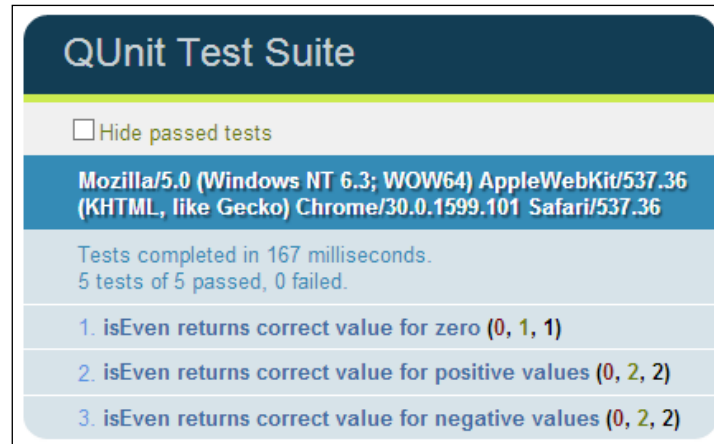 QUnit Test Suite
Hide passed tests
Mozilla/5.0 (Windows NT 6.3; WOW64) AppleWebKit/537.36
(KHTML, like Gecko) Chrome/30.0.1599.101 Safari/537.36
Tests completed in 167 milliseconds.
5 tests of 5 passed, 0 failed.
1. isEven returns correct value for zero (0, 1, 1)
2. isEven returns correct value for positive values (0, 2, 2)
3. isEven returns correct value for negative values (0, 2, 2)